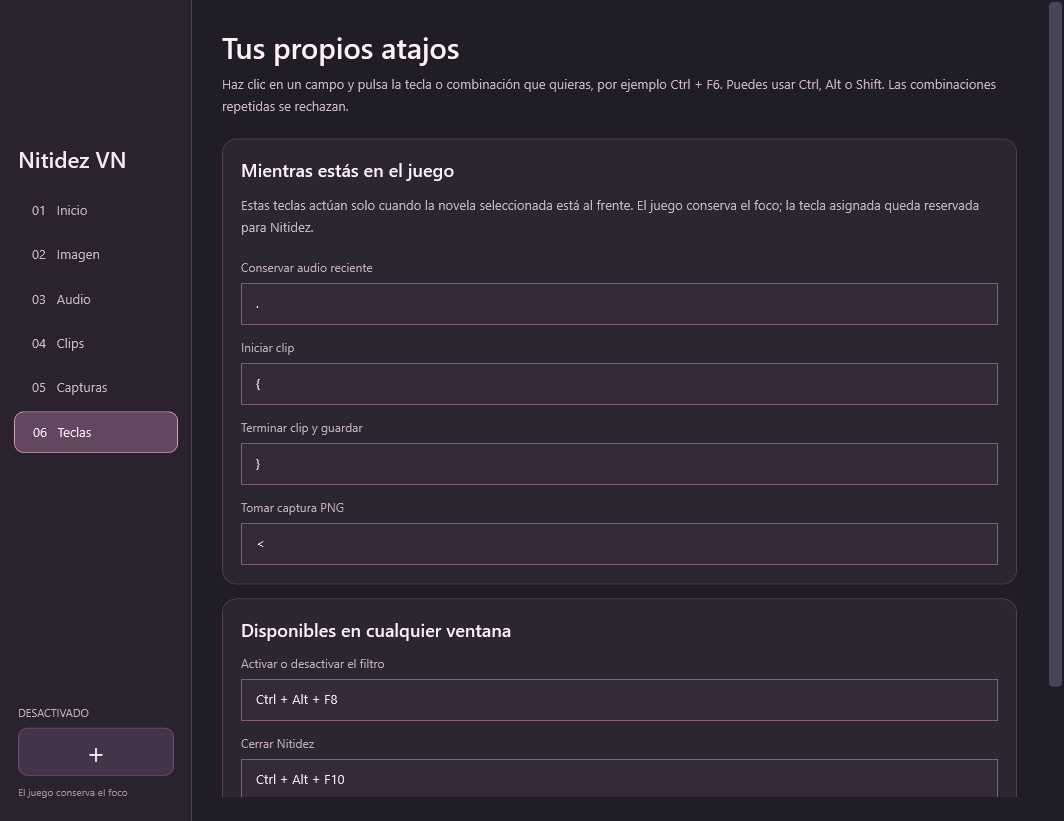 Nitidez VN
01 Inicio
02 Imagen
03 Audio
04 Clips
05 Capturas
06 Teclas
DESACTIVADO
+
El juego conserva el foco
Tus propios atajos
Haz clic en un campo y pulsa la tecla o combinación que quieras, por ejemplo Ctrl + F6. Puedes usar Ctrl, Alt o Shift. Las combinaciones
repetidas se rechazan.
Mientras estás en el juego
Estas teclas actúan solo cuando la novela seleccionada está al frente. El juego conserva el foco; la tecla asignada queda reservada
para Nitidez.
Conservar audio reciente
.
Iniciar clip
{
Terminar clip y guardar
}
Tomar captura PNG
<
Disponibles en cualquier ventana
Activar o desactivar el filtro
Ctrl + Alt + F8
Cerrar Nitidez
Ctrl + Alt + F10